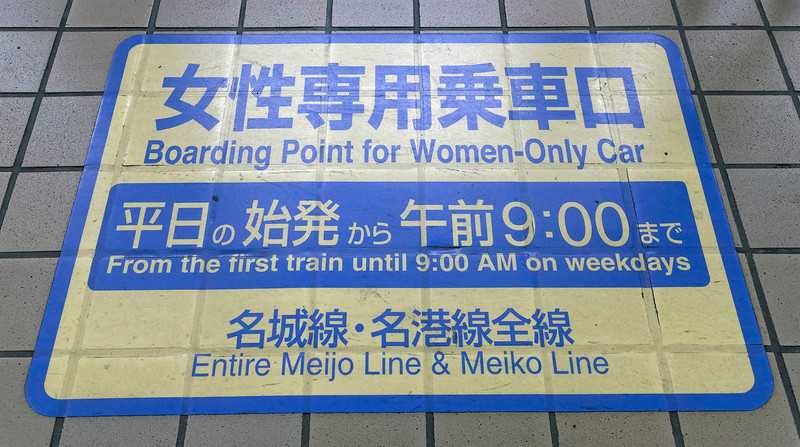 女性専用乗車口
Boarding Point for Women-Only Car
平日の始発から午前9:00まで
From the first train until 9:00 AM on weekdays
名城線・名港線全線
Entire Meijo Line & Meiko Line